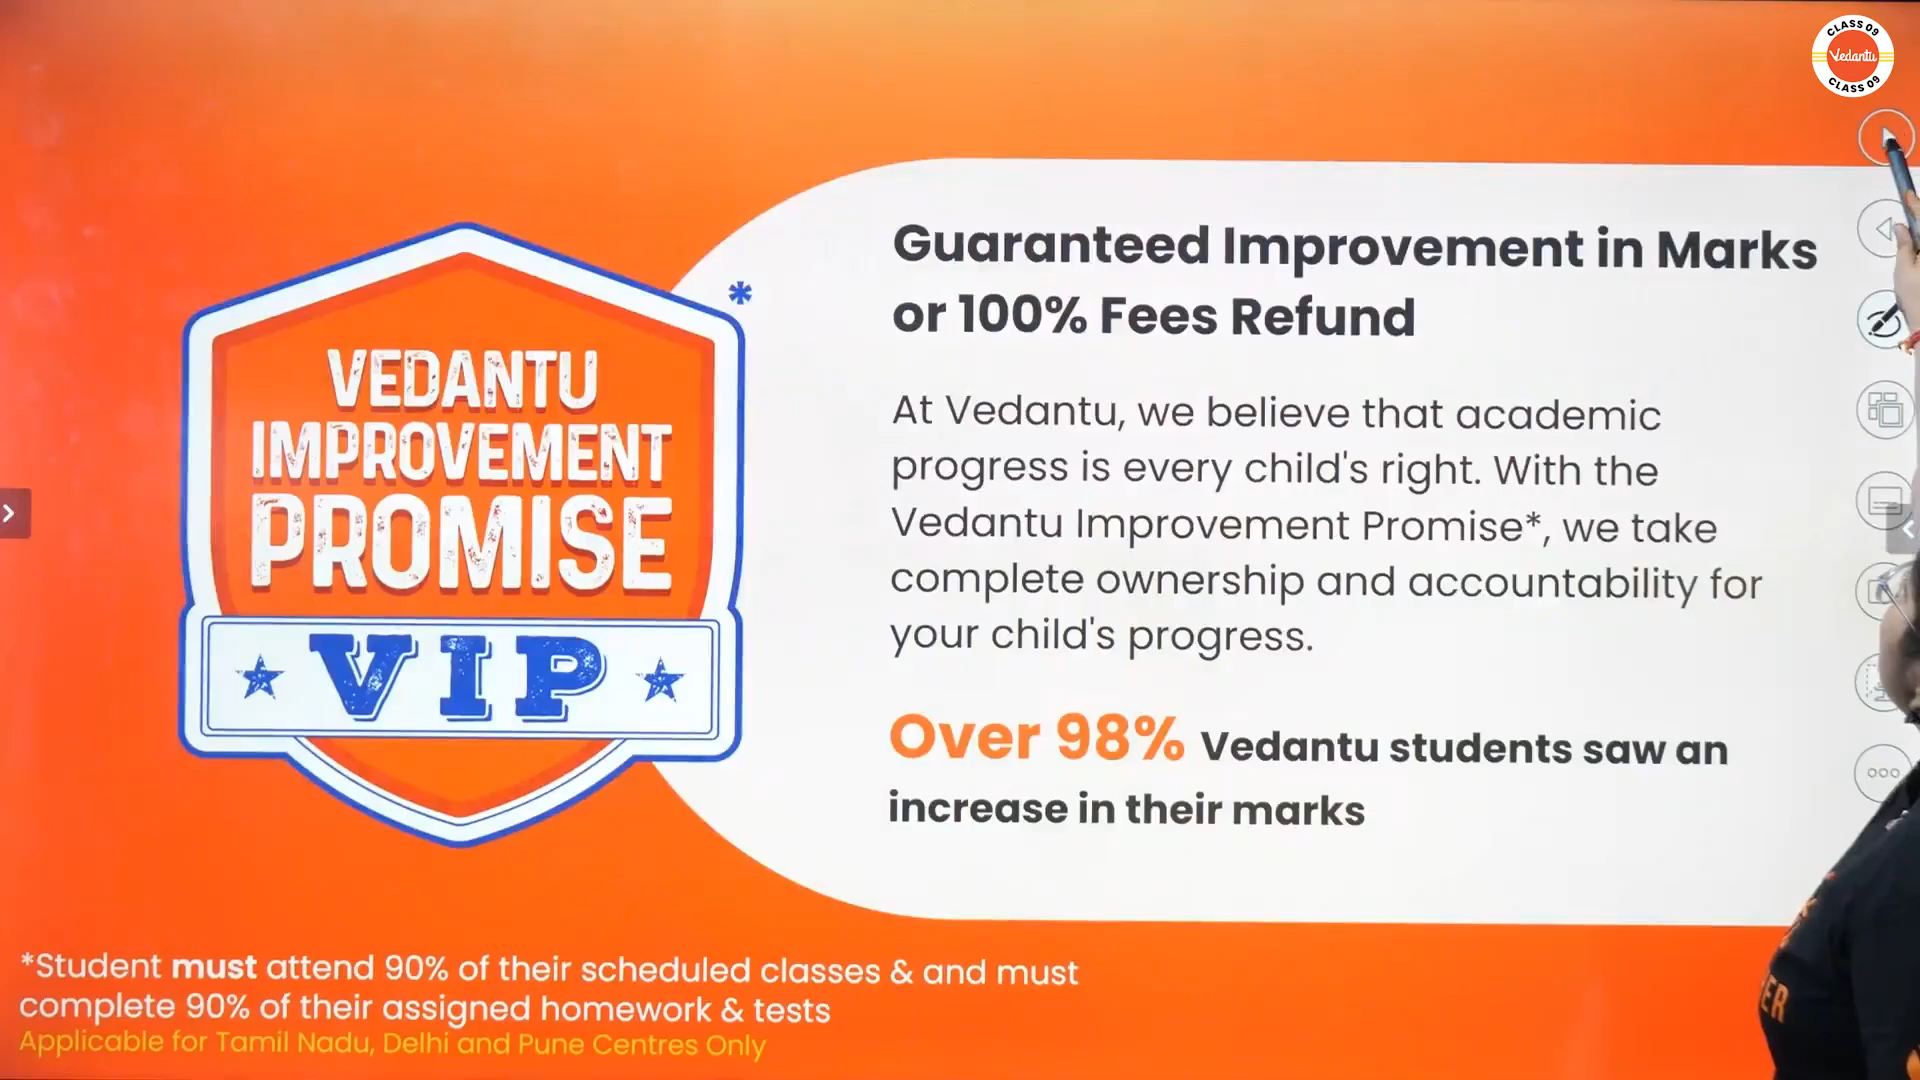 CLASS 09
Vedantu
CLASS 09
Guaranteed Improvement in Marks
or 100% Fees Refund
*
VEDANTU
IMPROVEMENT
PROMISE
VIP
At Vedantu, we believe that academic
progress is every child's right. With the
Vedantu Improvement Promise*, we take
complete ownership and accountability for
your child's progress.
Over 98% Vedantu students saw an
increase in their marks
*Student must attend 90% of their scheduled classes & and must
complete 90% of their assigned homework & tests
Applicable for Tamil Nadu, Delhi and Pune Centres Only